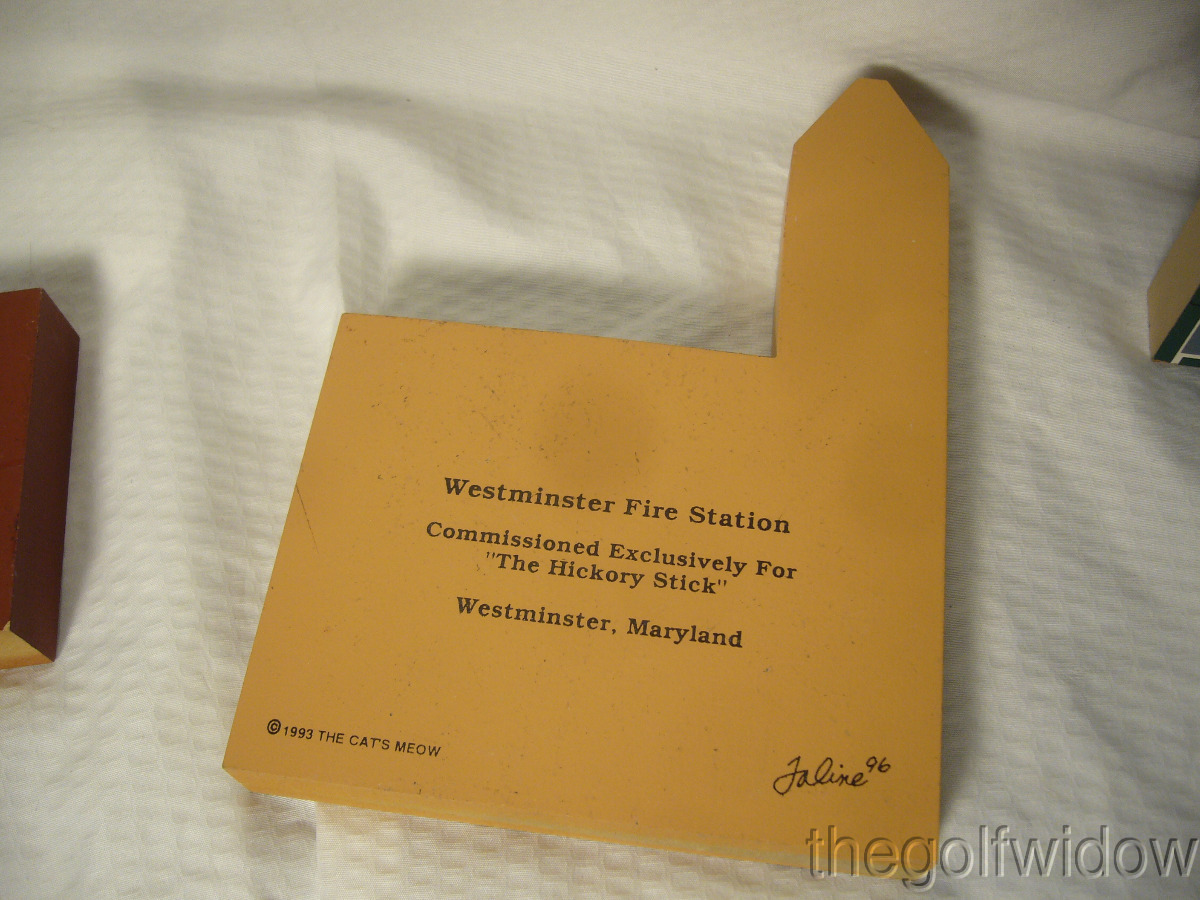 Westminster Fire Station
Commissioned Exclusively For
"The Hickory Stick"
Westminster, Maryland
©1993 THE CAT'S MEOW
Faline 96
thegolfwidow